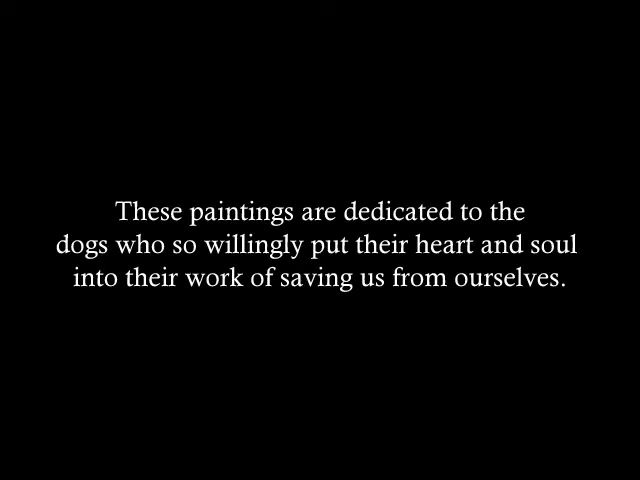 These paintings are dedicated to the
dogs who so willingly put their heart and soul
into their work of saving us from ourselves.